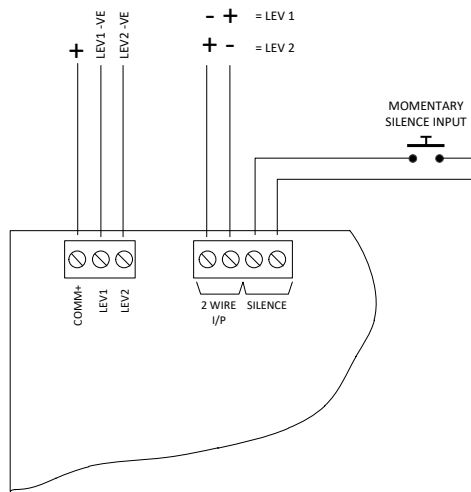 +
LEV1 -VE
LEV2 -VE
- + = LEV 1
+ - = LEV 2
MOMENTARY
SILENCE INPUT
COMM+
LEV1
LEV2
2 WIRE
I/P
SILENCE